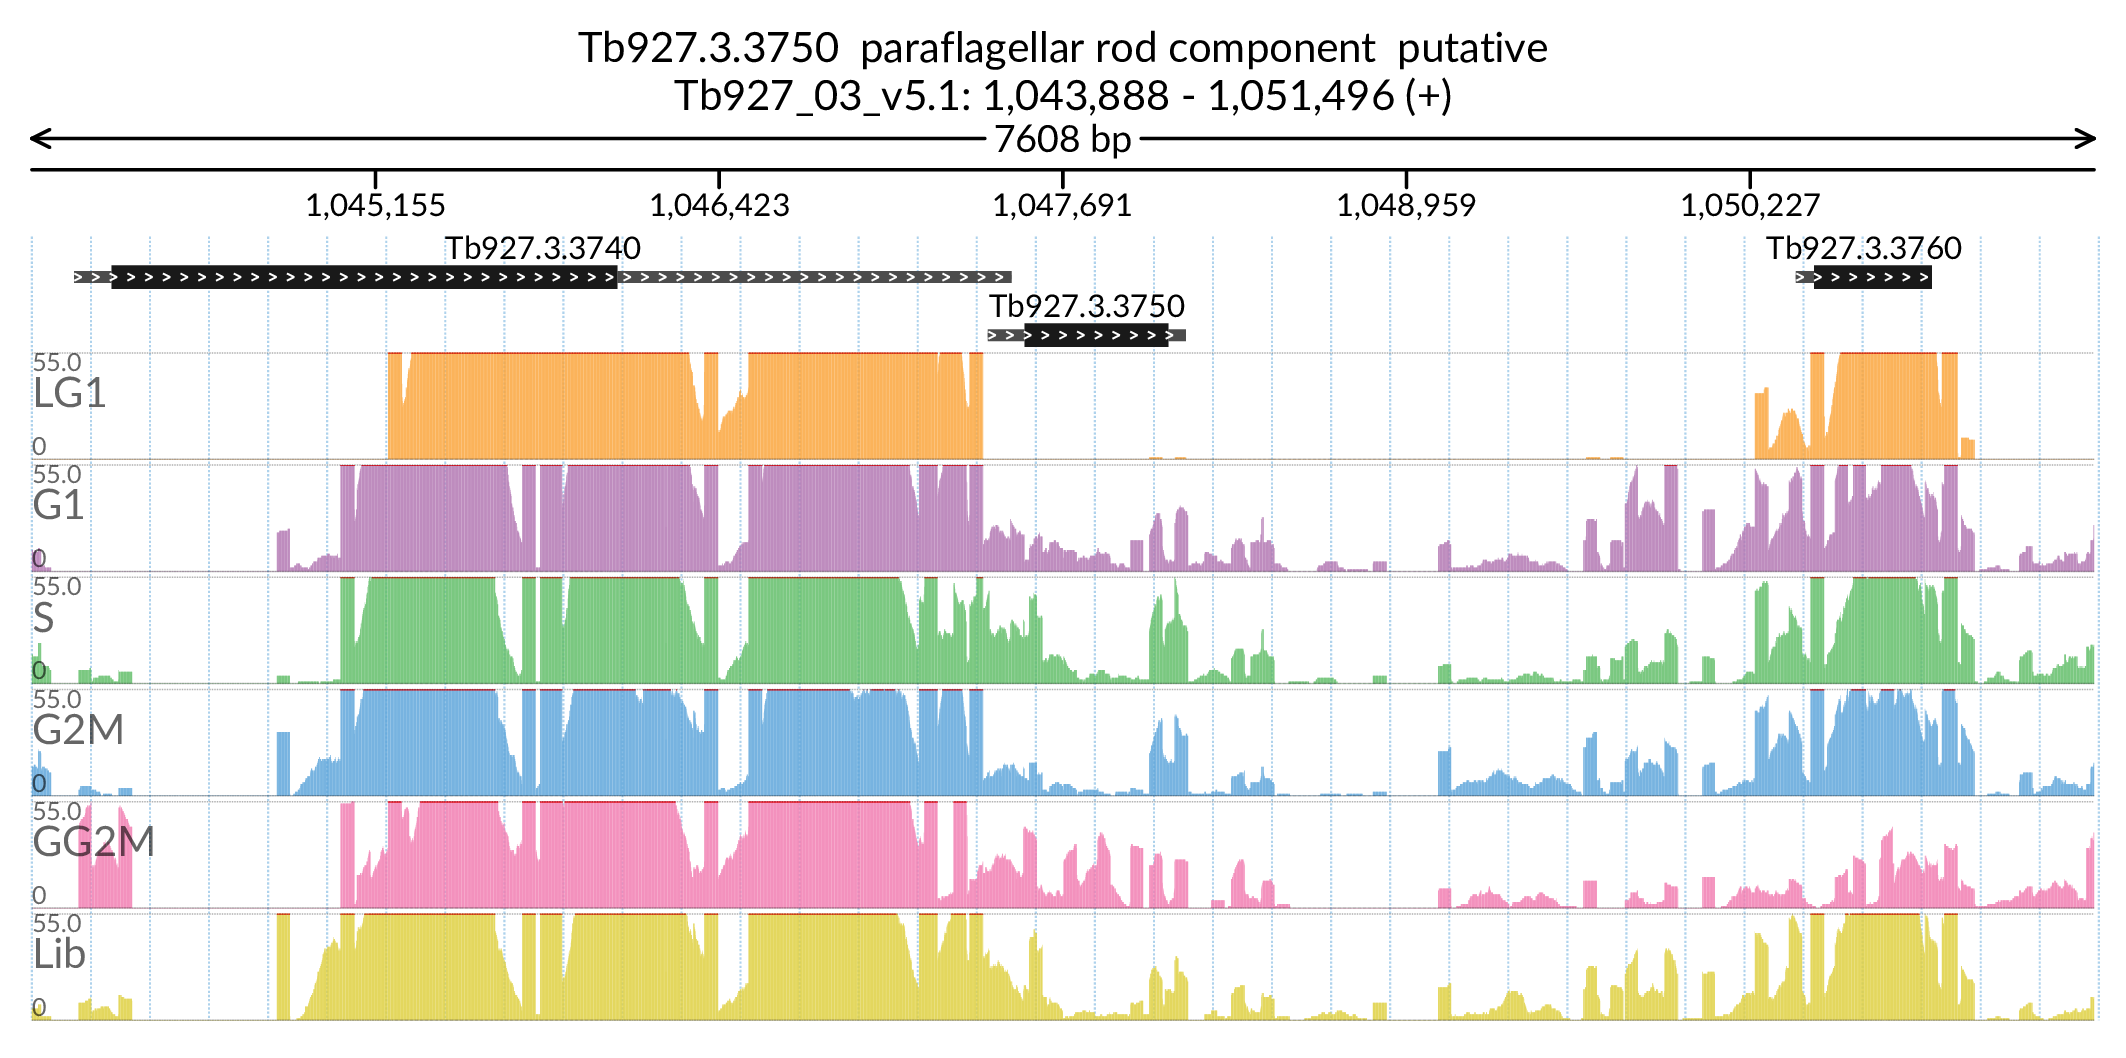 Tb927.3.3750 paraflagellar rod component putative
Tb927_03_v5.1: 1,043,888 - 1,051,496 (+)
7608 bp
1,045,155 1,046,423 1,047,691 1,048,959 1,050,227
Tb927.3.3740 Tb927.3.3760
Tb927.3.3750
55.0
LG1
0
55.0
G1
0
55.0
S
0
55.0
G2M
0
55.0
GG2M
0
55.0
Lib
0